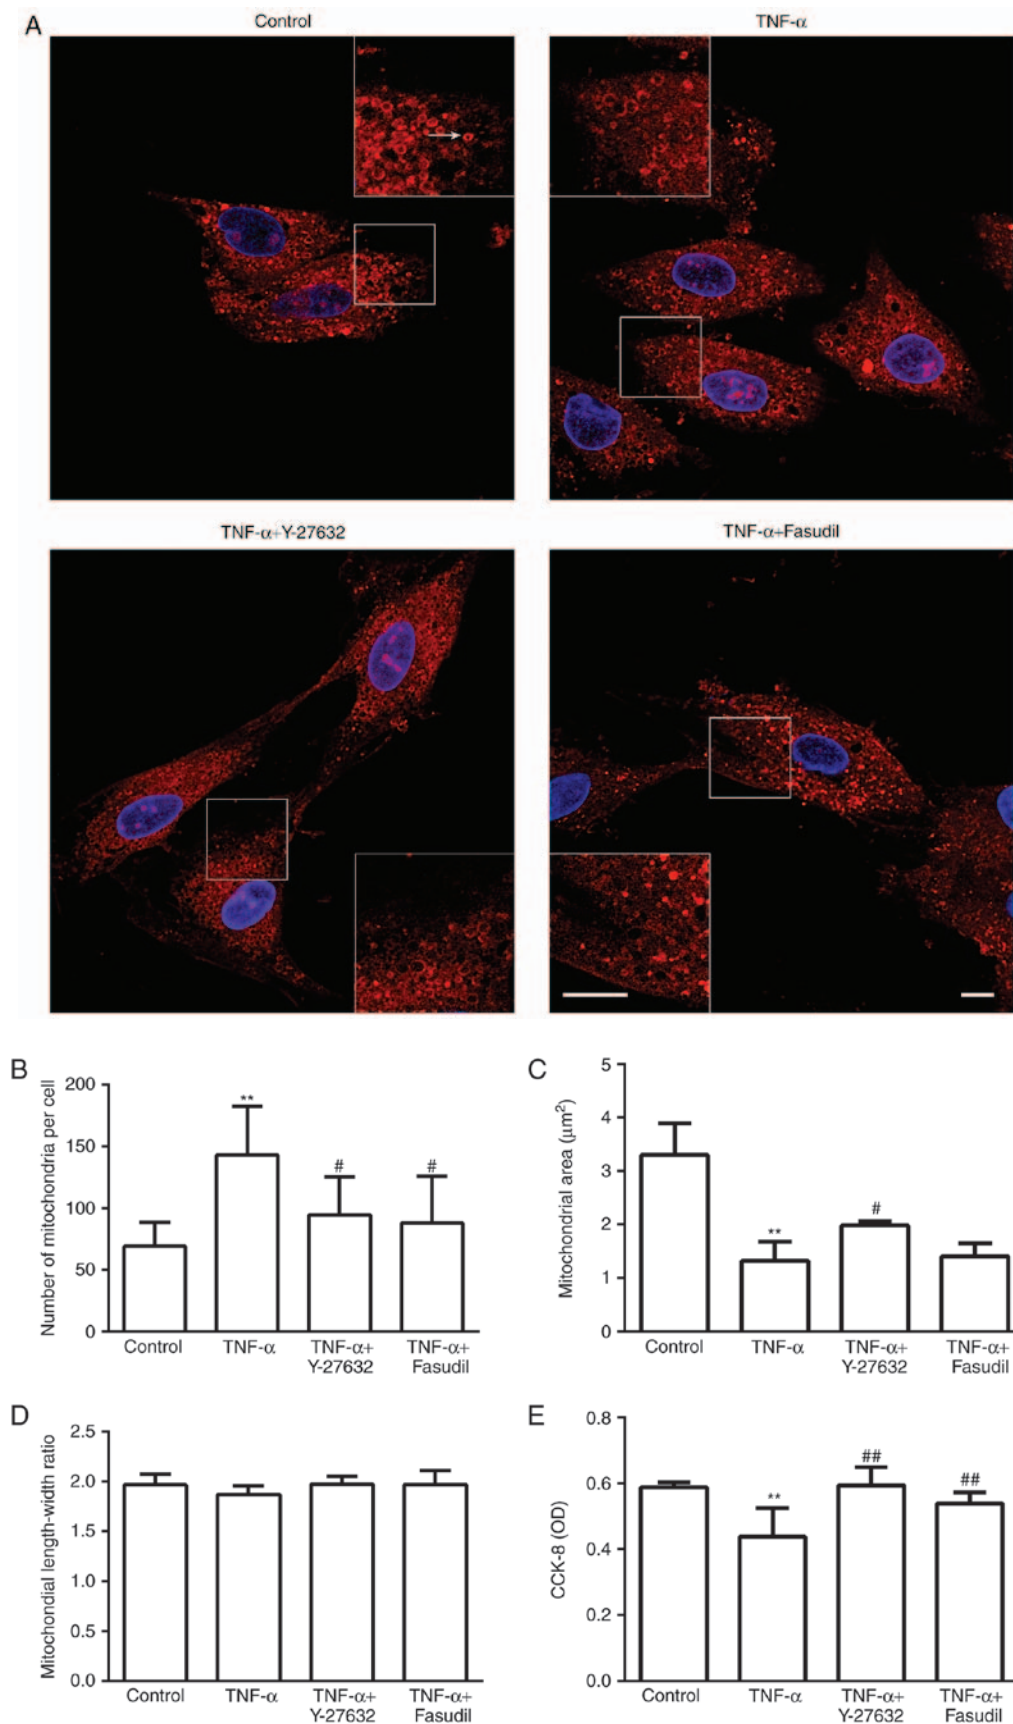 A
Control
TNF-α
TNF-α+Y-27632
TNF-α+Fasudil
B
Number of mitochondria per cell
200
150
100
50
0
**
#
#
Control
TNF-α
TNF-α+
Y-27632
TNF-α+
Fasudil
C
Mitochondrial area (μm²)
5
4
3
2
1
0
**
#
Control
TNF-α
TNF-α+
Y-27632
TNF-α+
Fasudil
D
Mitochondial length-width ratio
2.5
2.0
1.5
1.0
0.5
0.0
Control
TNF-α
TNF-α+
Y-27632
TNF-α+
Fasudil
E
CCK-8 (OD)
0.8
0.6
0.4
0.2
0.0
**
##
##
Control
TNF-α
TNF-α+
Y-27632
TNF-α+
Fasudil